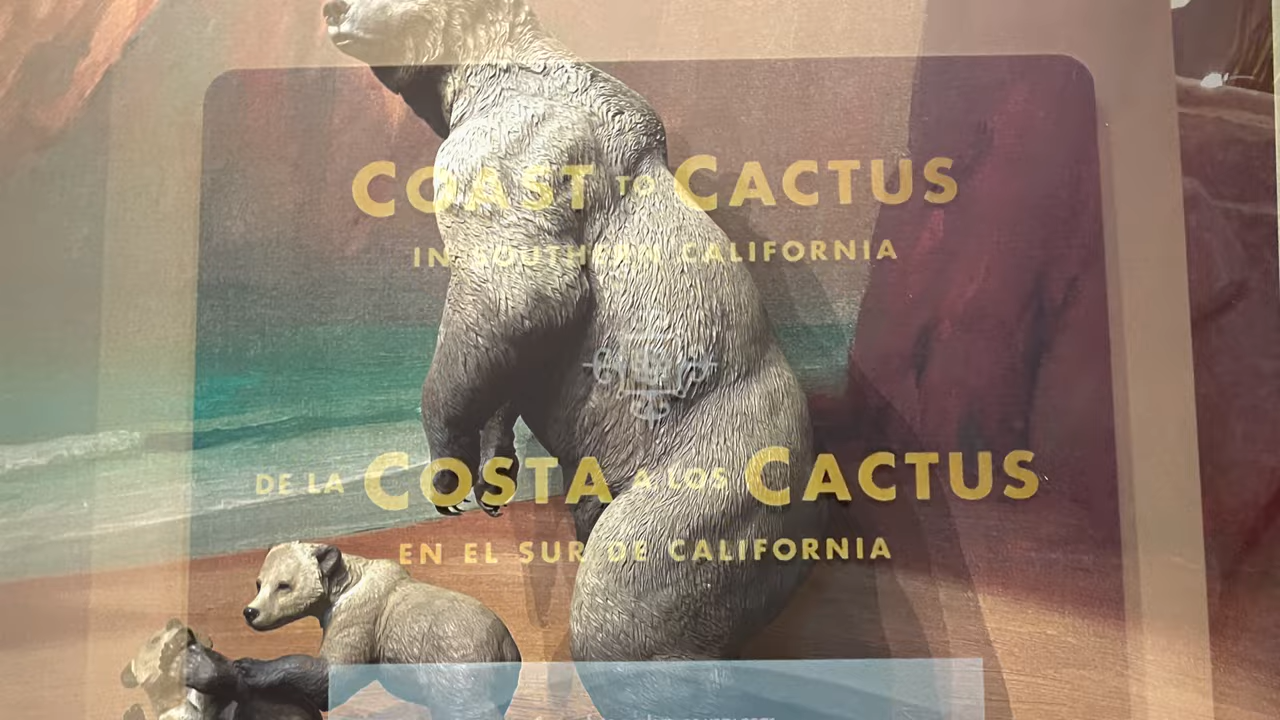 COAST TO CACTUS
IN SOUTHERN CALIFORNIA
DE LA COSTA A LOS CACTUS
EN EL SUR DE CALIFORNIA